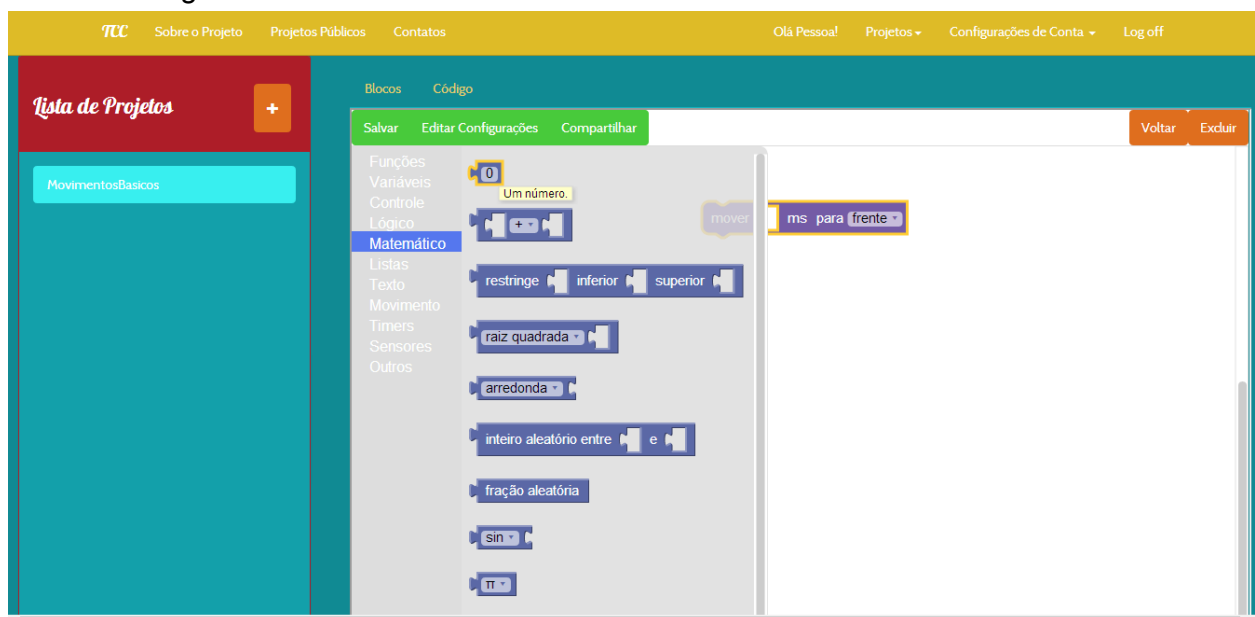 TCC Sobre o Projeto Projetos Públicos Contatos Olá Pessoa! Projetos Configurações de Conta Log off
Lista de Projetos +
MovimentosBasicos
Blocos Código
Salvar Editar Configurações Compartilhar Voltar Excluir
Funções
Variáveis
Controle
Lógico
Matemático
Listas
Texto
Movimento
Timers
Sensores
Outros
0
Um número.
+
restringe inferior superior
raiz quadrada
arredonda
inteiro aleatório entre e
fração aleatória
sin
π
mover ms para frente